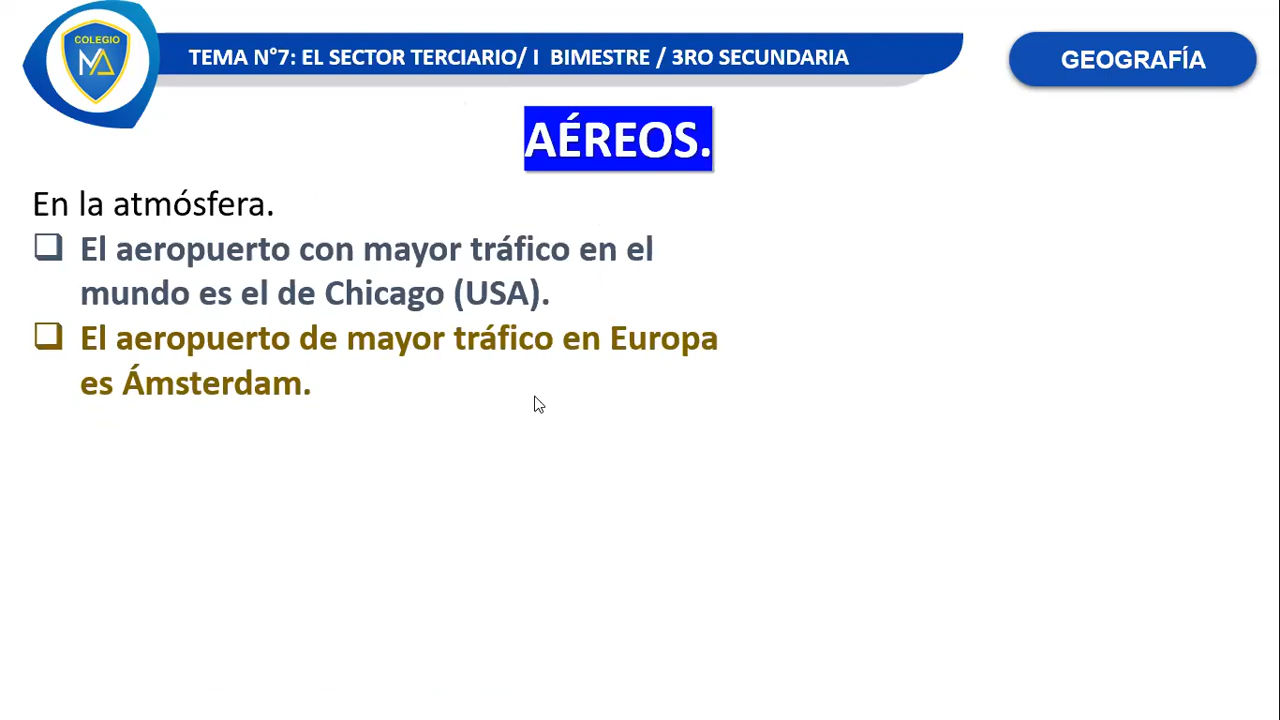 COLEGIO
MA
TEMA N°7: EL SECTOR TERCIARIO/ I BIMESTRE / 3RO SECUNDARIA
GEOGRAFÍA
AÉREOS.
En la atmósfera.
El aeropuerto con mayor tráfico en el
mundo es el de Chicago (USA).
El aeropuerto de mayor tráfico en Europa
es Ámsterdam.